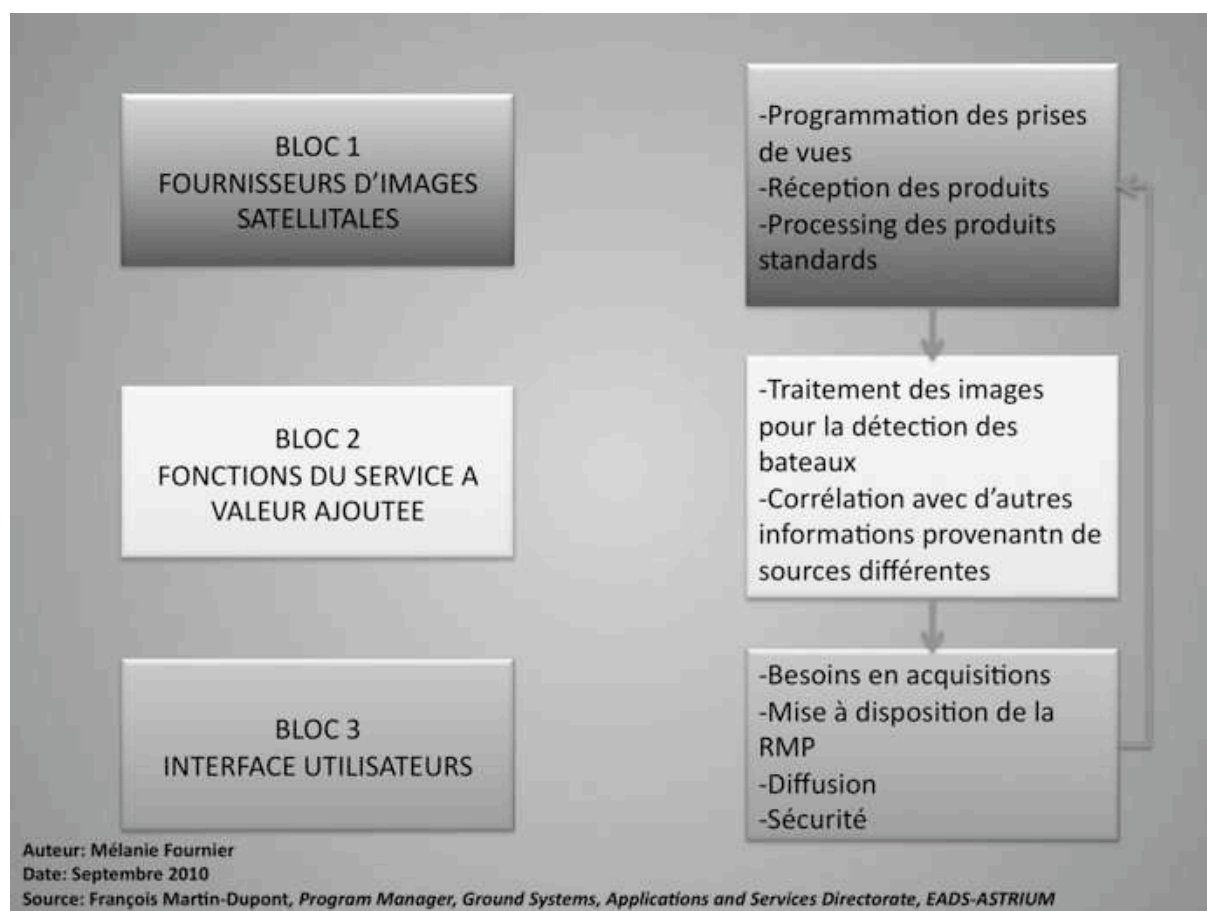 BLOC 1
FOURNISSEURS D'IMAGES
SATELLITALES
-Programmation des prises
de vues
-Réception des produits
-Processing des produits
standards
BLOC 2
FONCTIONS DU SERVICE A
VALEUR AJOUTEE
-Traitement des images
pour la détection des
bateaux
-Corrélation avec d'autres
informations provenantn de
sources différentes
BLOC 3
INTERFACE UTILISATEURS
-Besoins en acquisitions
-Mise à disposition de la
RMP
-Diffusion
-Sécurité
Auteur: Mélanie Fournier
Date: Septembre 2010
Source: François Martin-Dupont, Program Manager, Ground Systems, Applications and Services Directorate, EADS-ASTRIUM